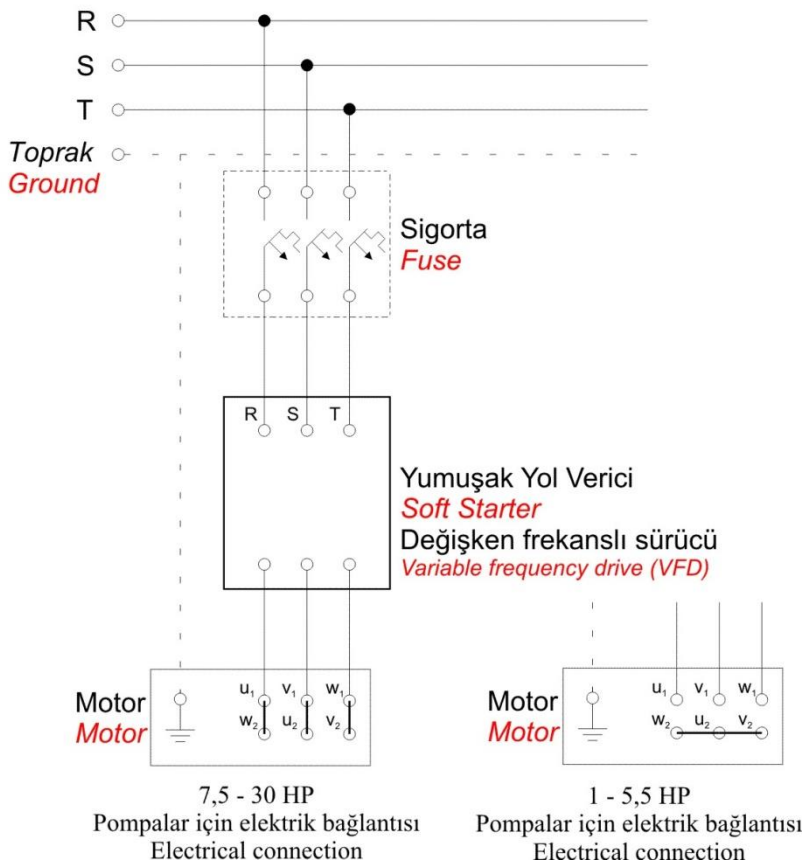 R
S
T
Toprak
Ground
Sigorta
Fuse
R S T
Yumuşak Yol Verici
Soft Starter
Değişken frekanslı sürücü
Variable frequency drive (VFD)
Motor
Motor
u₁ v₁ w₁
w₂ u₂ v₂
7,5 - 30 HP
Pompalar için elektrik bağlantısı
Electrical connection
Motor
Motor
u₁ v₁ w₁
w₂ u₂ v₂
1 - 5,5 HP
Pompalar için elektrik bağlantısı
Electrical connection